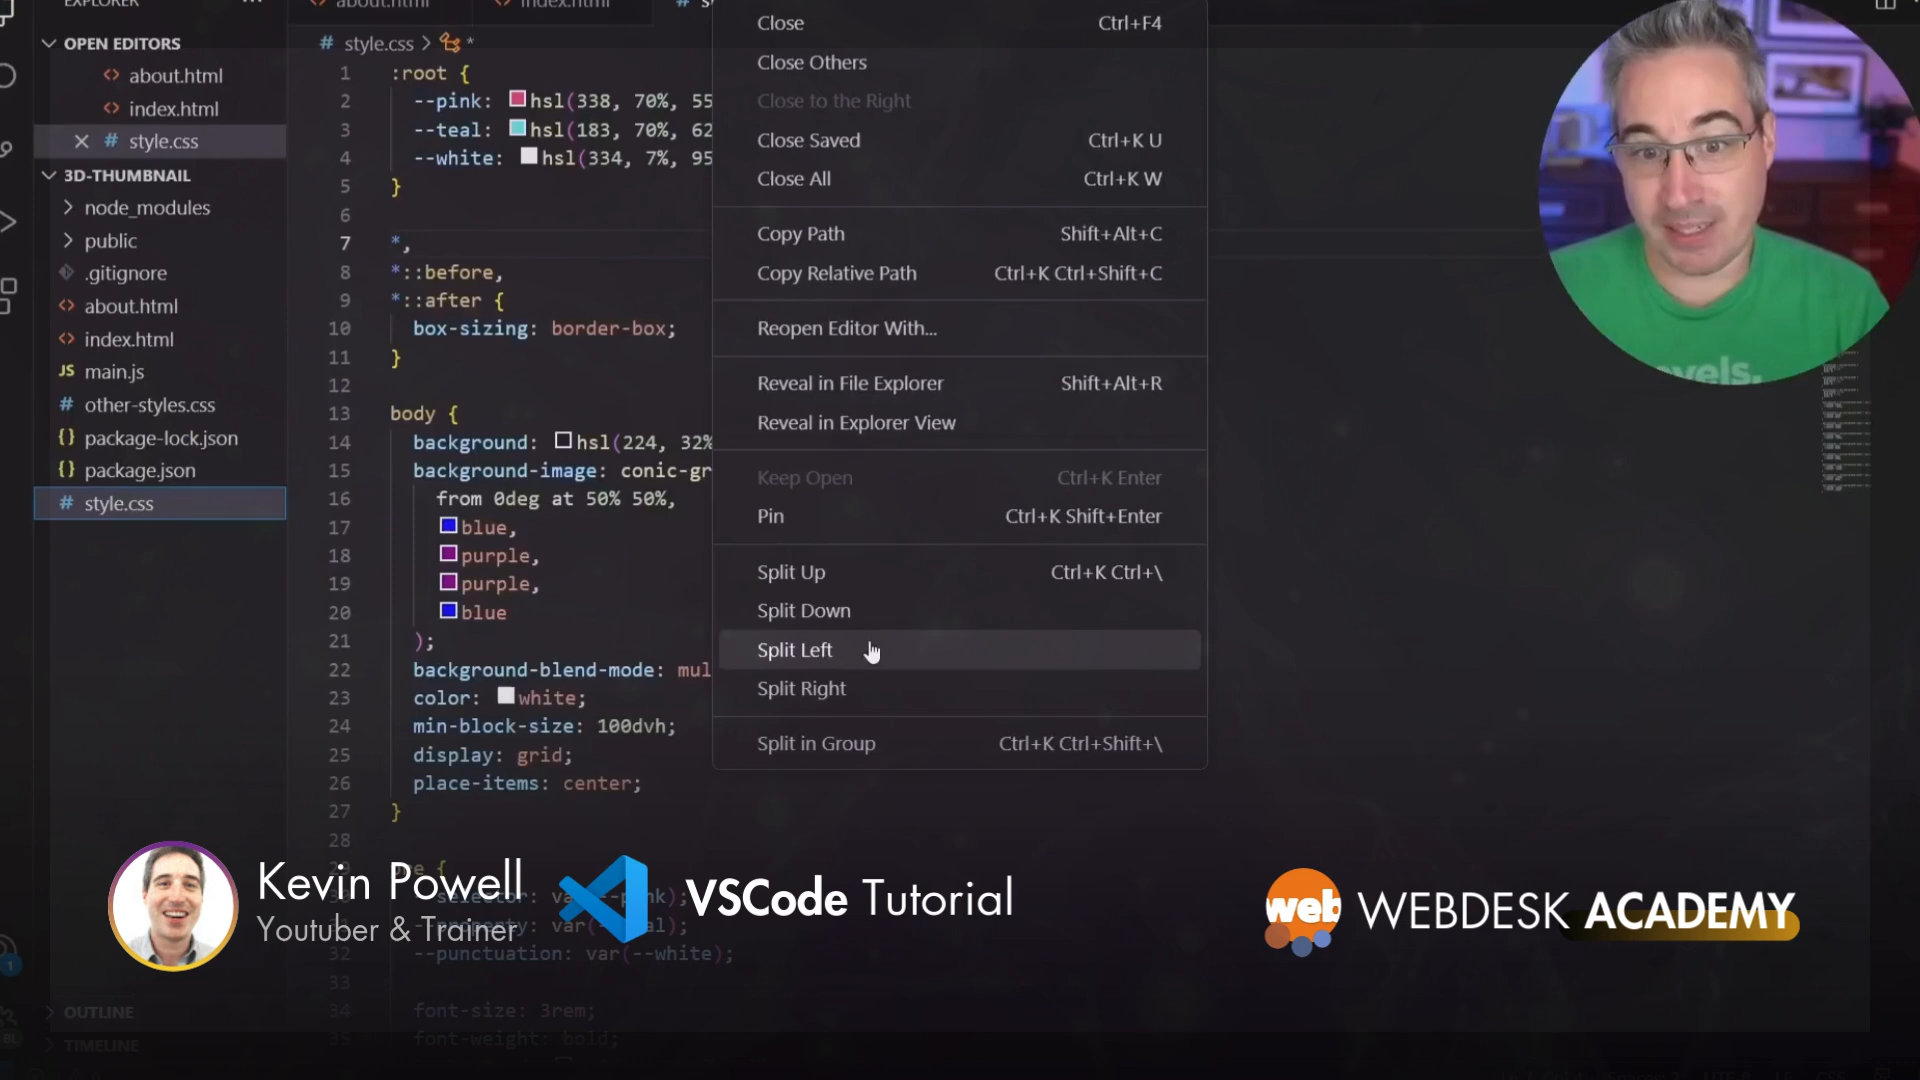 OPEN EDITORS
about.html
index.html
style.css
3D-THUMBNAIL
node_modules
public
.gitignore
about.html
index.html
JS main.js
# other-styles.css
{} package-lock.json
{} package.json
# style.css
OUTLINE
TIMELINE
# style.css > *
1 :root {
2 --pink: hsl(338, 70%, 55
3 --teal: hsl(183, 70%, 62
4 --white: hsl(334, 7%, 95
5 }
6
7 *,
8 *::before,
9 *::after {
10 box-sizing: border-box;
11 }
12
13 body {
14 background: hsl(224, 32%
15 background-image: conic-gr
16 from 0deg at 50% 50%,
17 blue,
18 purple,
19 purple,
20 blue
21 );
22 background-blend-mode: mul
23 color: white;
24 min-block-size: 100dvh;
25 display: grid;
26 place-items: center;
27 }
28
32 --punctuation: var(--white);
33
34 font-size: 3rem;
35 font-weight: bold;
Close Ctrl+F4
Close Others
Close to the Right
Close Saved Ctrl+K U
Close All Ctrl+K W
Copy Path Shift+Alt+C
Copy Relative Path Ctrl+K Ctrl+Shift+C
Reopen Editor With...
Reveal in File Explorer Shift+Alt+R
Reveal in Explorer View
Keep Open Ctrl+K Enter
Pin Ctrl+K Shift+Enter
Split Up Ctrl+K Ctrl+\
Split Down
Split Left
Split Right
Split in Group Ctrl+K Ctrl+Shift+\
Kevin Powell
Youtuber & Trainer
VSCode Tutorial
web
WEBDESK ACADEMY